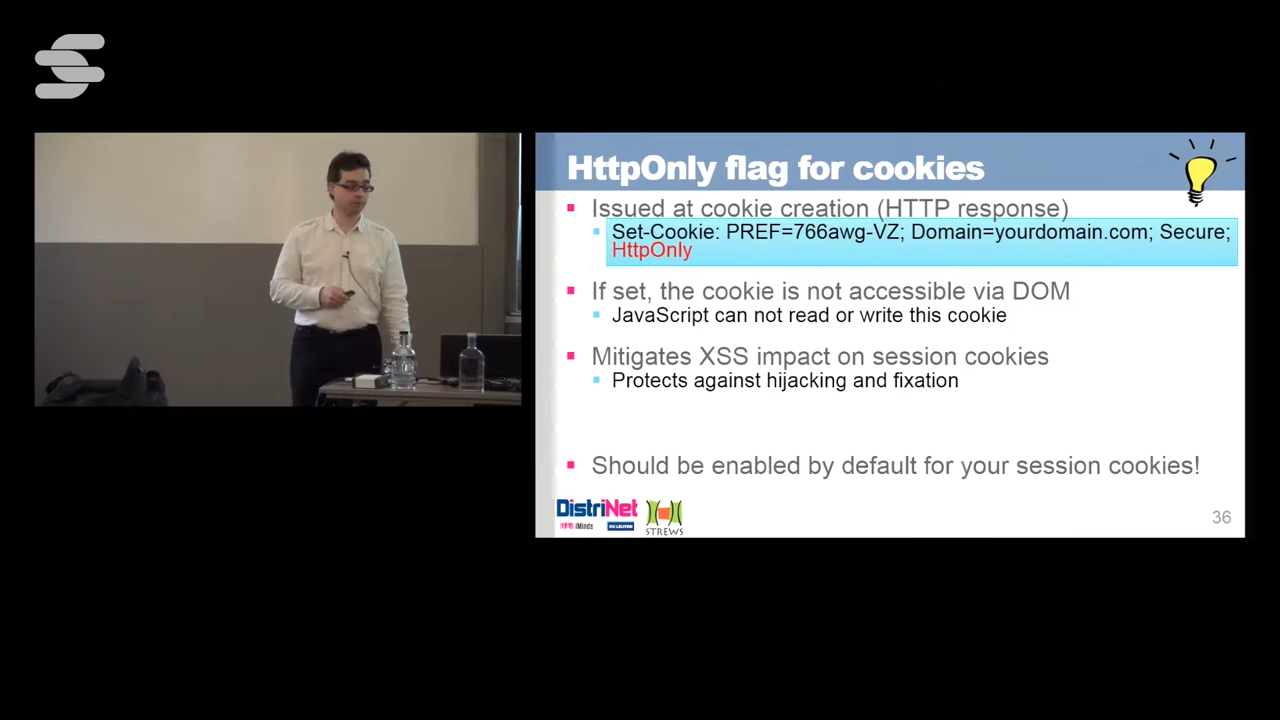 HttpOnly flag for cookies
Issued at cookie creation (HTTP response)
Set-Cookie: PREF=766awg-VZ; Domain=yourdomain.com; Secure;
HttpOnly
If set, the cookie is not accessible via DOM
JavaScript can not read or write this cookie
Mitigates XSS impact on session cookies
Protects against hijacking and fixation
Should be enabled by default for your session cookies!
DistriNet
iMinds
KU LEUVEN
STREWS
36